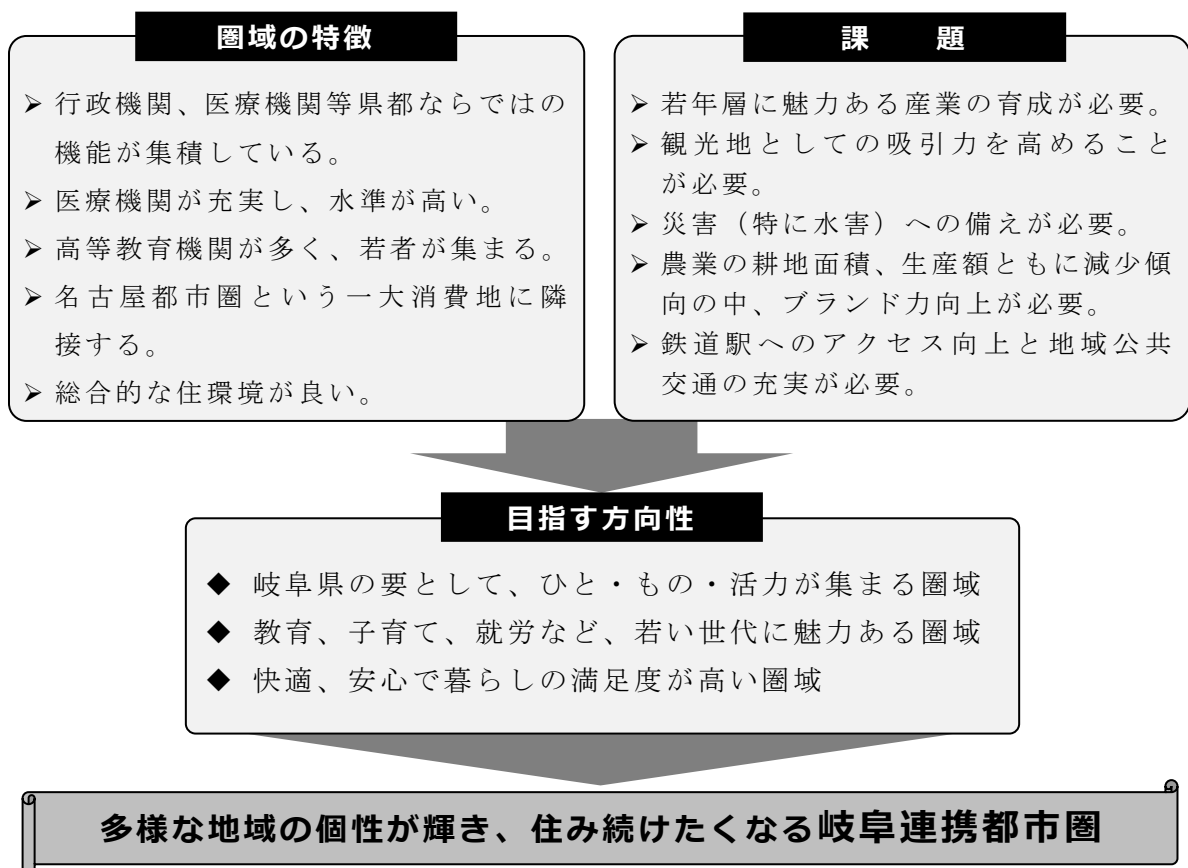 圏域の特徴
➢ 行政機関、医療機関等県都ならではの
機能が集積している。
➢ 医療機関が充実し、水準が高い。
➢ 高等教育機関が多く、若者が集まる。
➢ 名古屋都市圏という一大消費地に隣
接する。
➢ 総合的な住環境が良い。
課　題
➢ 若年層に魅力ある産業の育成が必要。
➢ 観光地としての吸引力を高めること
が必要。
➢ 災害（特に水害）への備えが必要。
➢ 農業の耕地面積、生産額ともに減少傾
向の中、ブランド力向上が必要。
➢ 鉄道駅へのアクセス向上と地域公共
交通の充実が必要。
目指す方向性
◆ 岐阜県の要として、ひと・もの・活力が集まる圏域
◆ 教育、子育て、就労など、若い世代に魅力ある圏域
◆ 快適、安心で暮らしの満足度が高い圏域
多様な地域の個性が輝き、住み続けたくなる岐阜連携都市圏